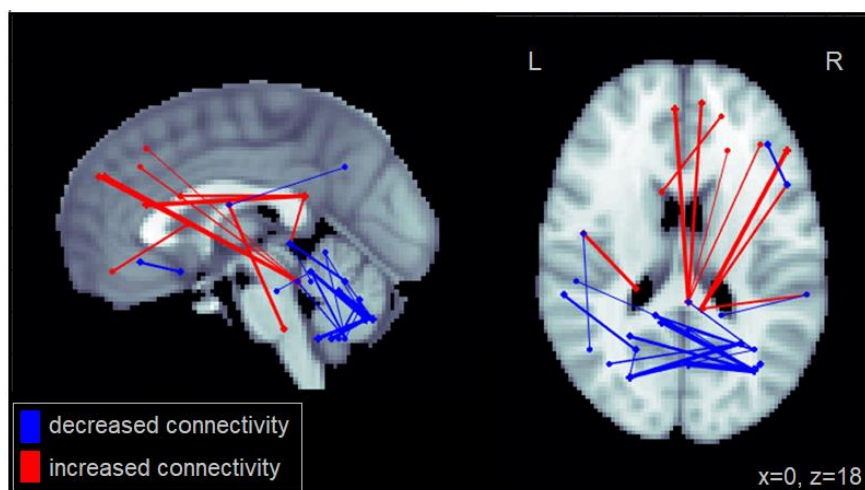 L
R
decreased connectivity
increased connectivity
x=0, z=18